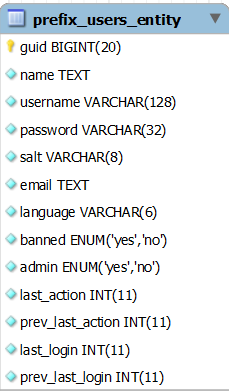 prefix_users_entity
guid BIGINT(20)
name TEXT
username VARCHAR(128)
password VARCHAR(32)
salt VARCHAR(8)
email TEXT
language VARCHAR(6)
banned ENUM('yes','no')
admin ENUM('yes','no')
last_action INT(11)
prev_last_action INT(11)
last_login INT(11)
prev_last_login INT(11)